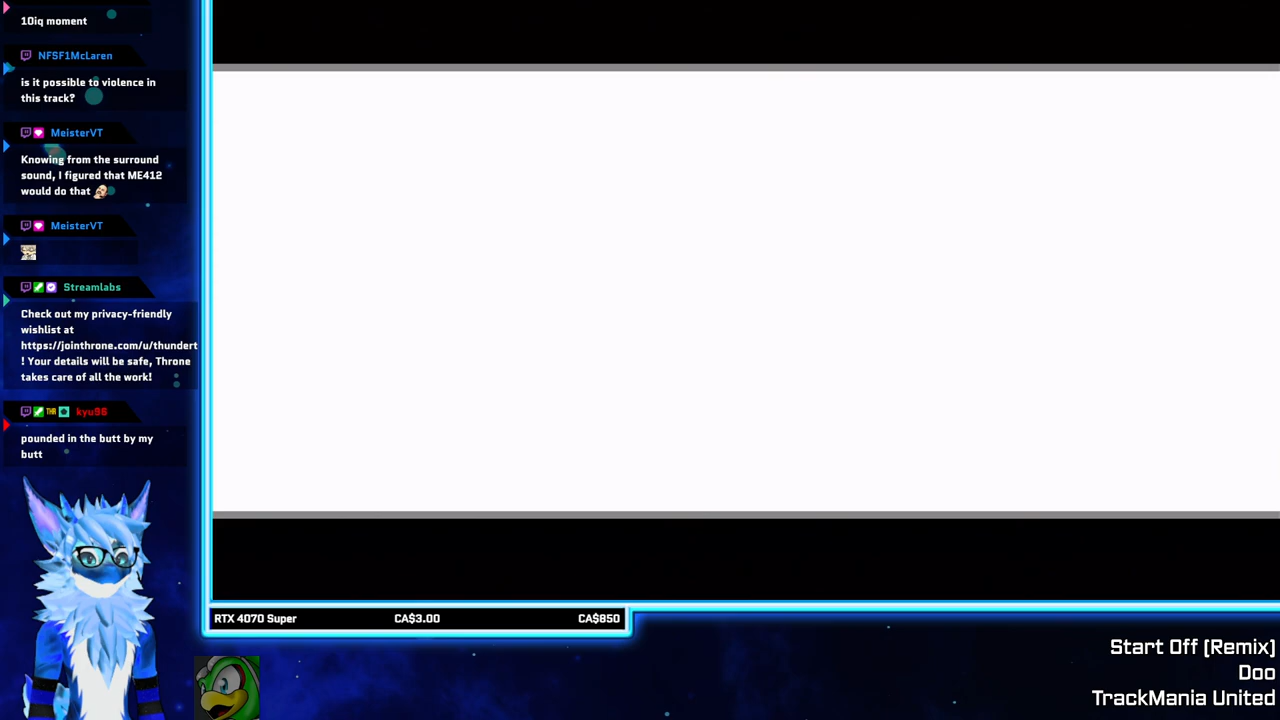 10iq moment
NFSF1McLaren
is it possible to violence in
this track?
MeisterVT
Knowing from the surround
sound, I figured that ME412
would do that
MeisterVT
Streamlabs
Check out my privacy-friendly
wishlist at
https://jointhrone.com/u/thundert
! Your details will be safe, Throne
takes care of all the work!
THR kyu96
pounded in the butt by my
butt
RTX 4070 Super CA$3.00 CA$850
Start Off [Remix]
Doo
TrackMania United